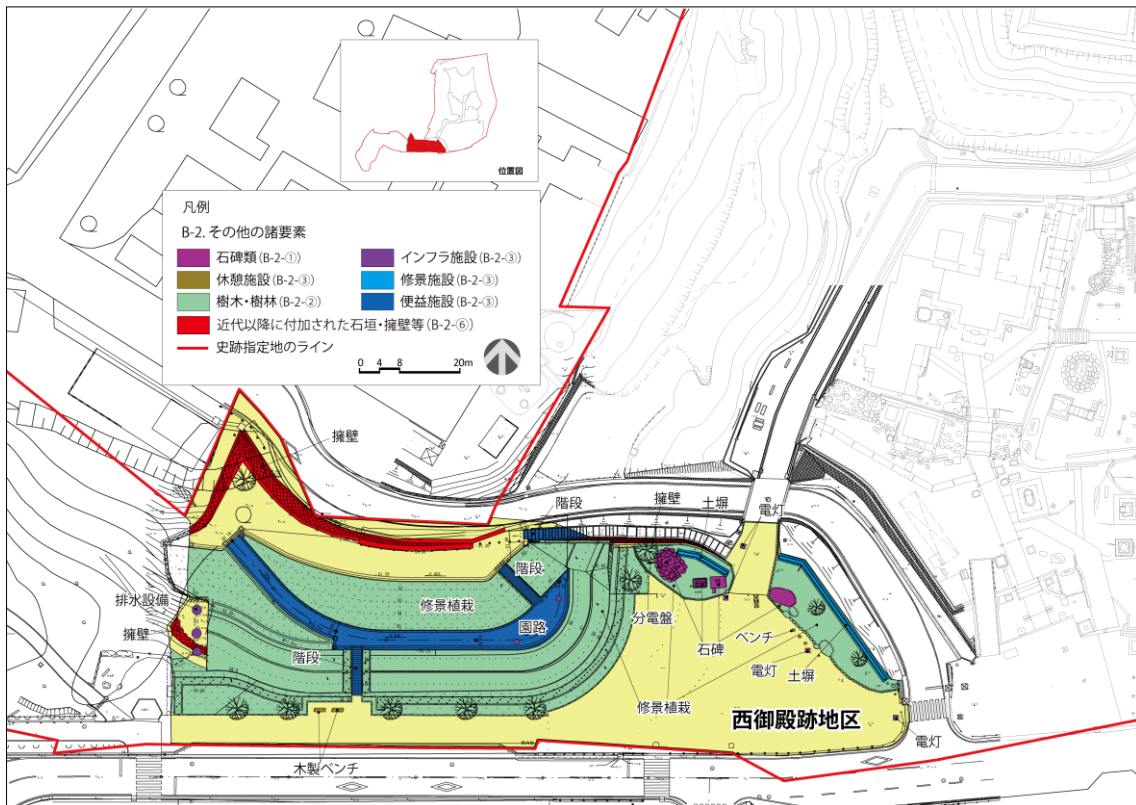 位置図
凡例
B-2. その他の諸要素
石碑類(B-2-①)
インフラ施設(B-2-③)
休憩施設(B-2-③)
修景施設(B-2-③)
樹木・樹林(B-2-②)
便益施設(B-2-③)
近代以降に付加された石垣・擁壁等(B-2-⑥)
史跡指定地のライン
0 4 8 20m
擁壁
階段
擁壁
土塀
電灯
階段
排水設備
修景植栽
擁壁
園路
分電盤
石碑
ベンチ
階段
電灯
土塀
修景植栽
西御殿跡地区
電灯
木製ベンチ